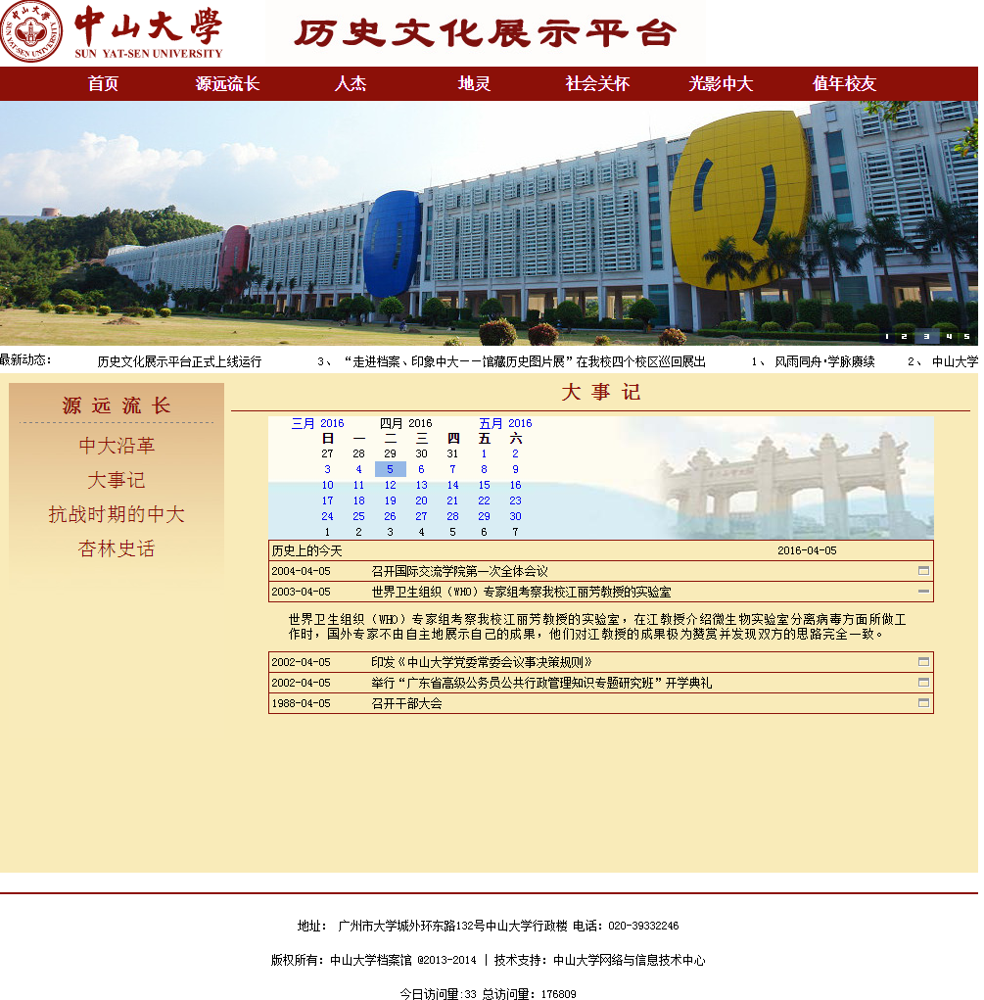 中山大學
SUN YAT-SEN UNIVERSITY
历史文化展示平台
首页 源远流长 人杰 地灵 社会关怀 光影中大 值年校友
1 2 3 4 5
最新动态： 历史文化展示平台正式上线运行 3、“走进档案、印象中大——馆藏历史图片展”在我校四个校区巡回展出 1、 风雨同舟•学脉赓续 2、 中山大学
源远流长
中大沿革
大事记
抗战时期的中大
杏林史话
大事记
三月 2016 四月 2016 五月 2016
日 一 二 三 四 五 六
27 28 29 30 31 1 2
3 4 5 6 7 8 9
10 11 12 13 14 15 16
17 18 19 20 21 22 23
24 25 26 27 28 29 30
1 2 3 4 5 6 7
历史上的今天 2016-04-05
2004-04-05 召开国际交流学院第一次全体会议
2003-04-05 世界卫生组织（WHO）专家组考察我校江丽芳教授的实验室
世界卫生组织（WHO）专家组考察我校江丽芳教授的实验室，在江教授介绍微生物实验室分离病毒方面所做工
作时，国外专家不由自主地展示自己的成果，他们对江教授的成果极为赞赏并发现双方的思路完全一致。
2002-04-05 印发《中山大学党委常委会议事决策规则》
2002-04-05 举行“广东省高级公务员公共行政管理知识专题研究班”开学典礼
1988-04-05 召开干部大会
地址： 广州市大学城外环东路132号中山大学行政楼 电话：020-39332246
版权所有：中山大学档案馆 @2013-2014 | 技术支持：中山大学网络与信息技术中心
今日访问量:33 总访问量：176809